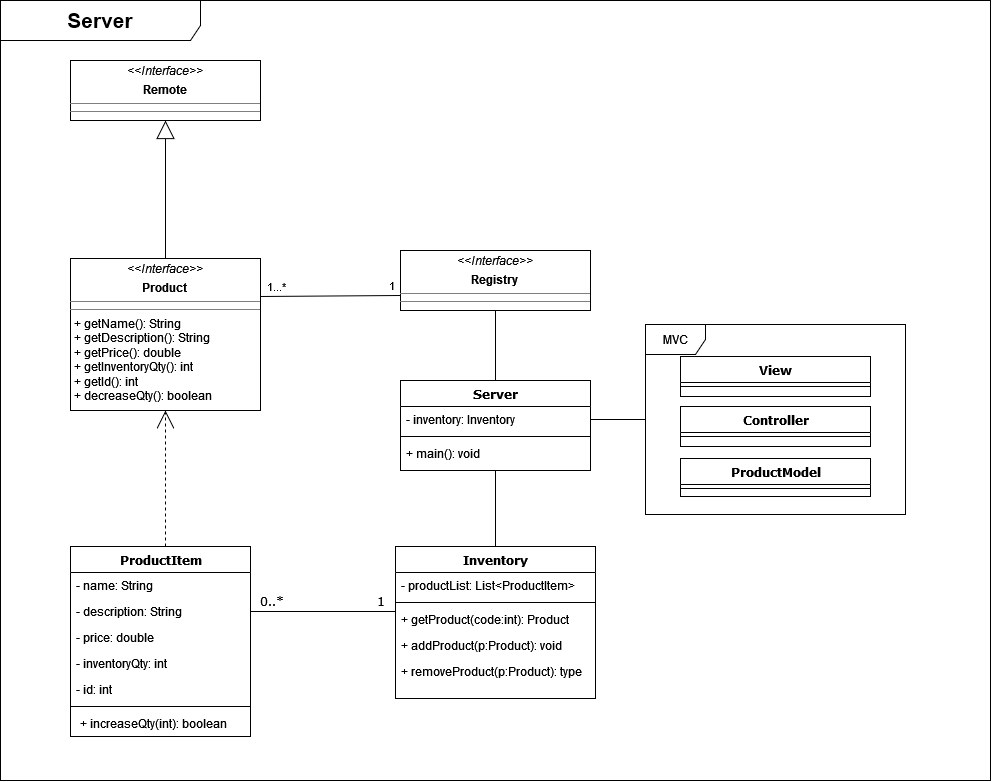 Server
<<Interface>>
Remote
<<Interface>>
Product
+ getName(): String
+ getDescription(): String
+ getPrice(): double
+ getInventoryQty(): int
+ getId(): int
+ decreaseQty(): boolean
1...*
1
<<Interface>>
Registry
Server
- inventory: Inventory
+ main(): void
MVC
View
Controller
ProductModel
ProductItem
- name: String
- description: String
- price: double
- inventoryQty: int
- id: int
+ increaseQty(int): boolean
0..*
1
Inventory
- productList: List<ProductItem>
+ getProduct(code:int): Product
+ addProduct(p:Product): void
+ removeProduct(p:Product): type